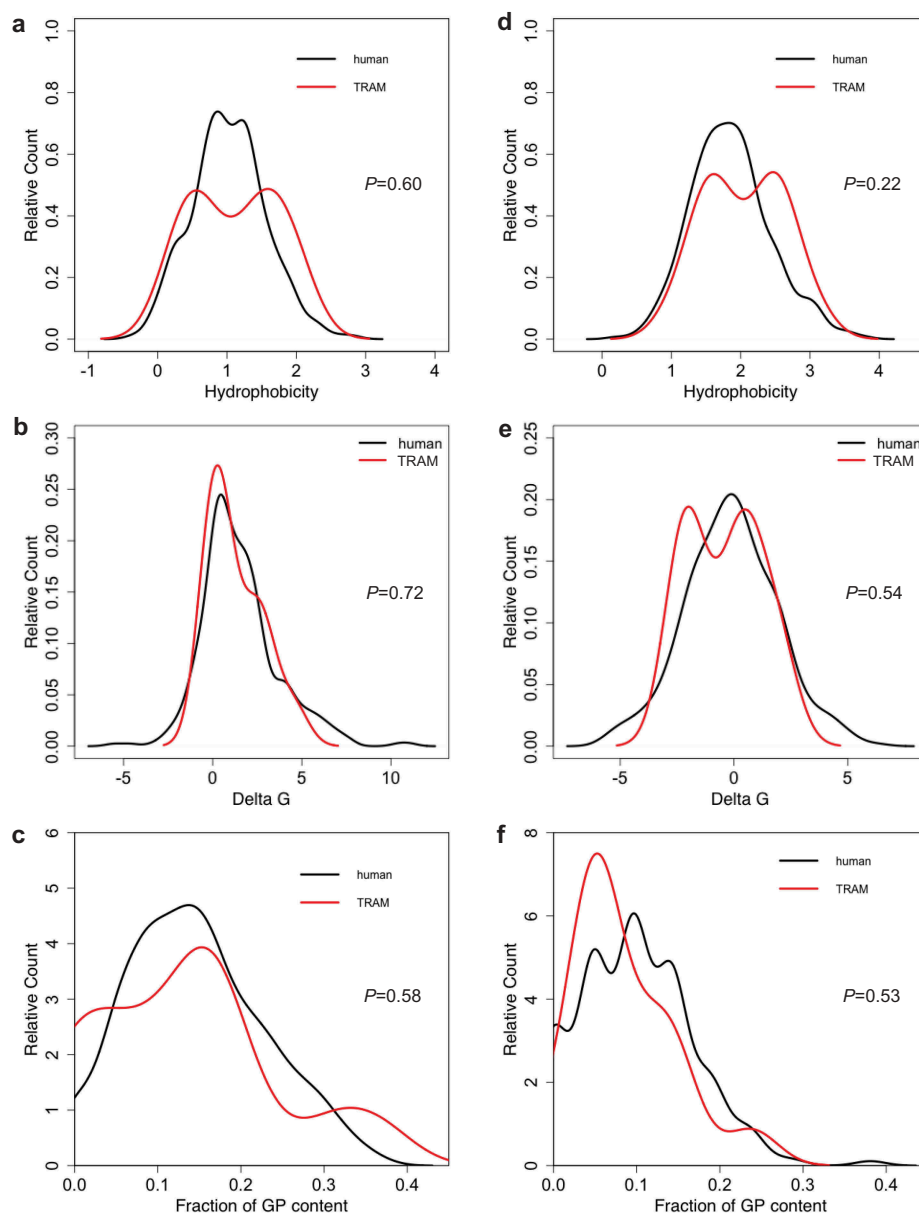 a
1.0
0.8
0.6
0.4
0.2
0.0
Relative Count
human
TRAM
P=0.60
-1 0 1 2 3 4
Hydrophobicity
d
1.0
0.8
0.6
0.4
0.2
0.0
Relative Count
human
TRAM
P=0.22
0 1 2 3 4
Hydrophobicity
b
0.30
0.25
0.20
0.15
0.10
0.05
0.00
Relative Count
human
TRAM
P=0.72
-5 0 5 10
Delta G
e
0.25
0.20
0.15
0.10
0.05
0.00
Relative Count
human
TRAM
P=0.54
-5 0 5
Delta G
c
6
5
4
3
2
1
0
Relative Count
human
TRAM
P=0.58
0.0 0.1 0.2 0.3 0.4
Fraction of GP content
f
8
6
4
2
0
Relative Count
human
TRAM
P=0.53
0.0 0.1 0.2 0.3 0.4
Fraction of GP content